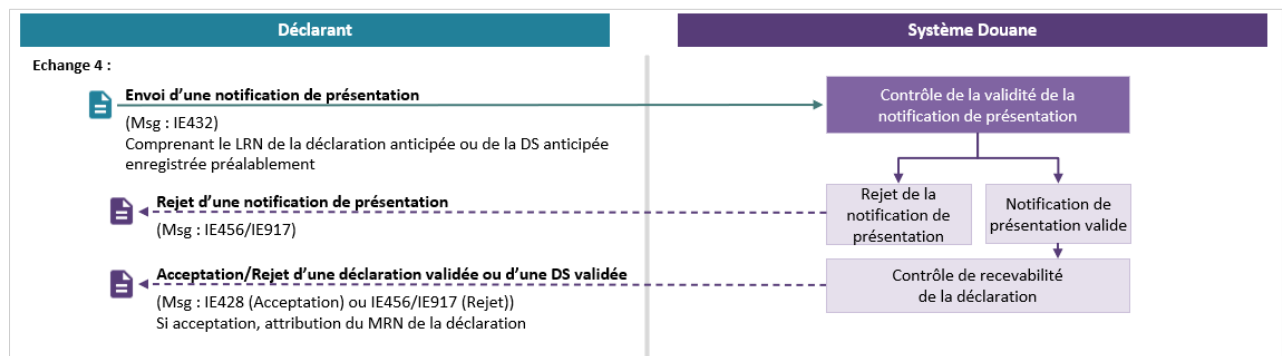 Déclarant
Système Douane
Echange 4 :
Envoi d'une notification de présentation
(Msg : IE432)
Comprenant le LRN de la déclaration anticipée ou de la DS anticipée
enregistrée préalablement
Contrôle de la validité de la
notification de présentation
Rejet d'une notification de présentation
(Msg : IE456/IE917)
Rejet de la
notification de
présentation
Notification de
présentation valide
Acceptation/Rejet d'une déclaration validée ou d'une DS validée
(Msg : IE428 (Acceptation) ou IE456/IE917 (Rejet))
Si acceptation, attribution du MRN de la déclaration
Contrôle de recevabilité
de la déclaration